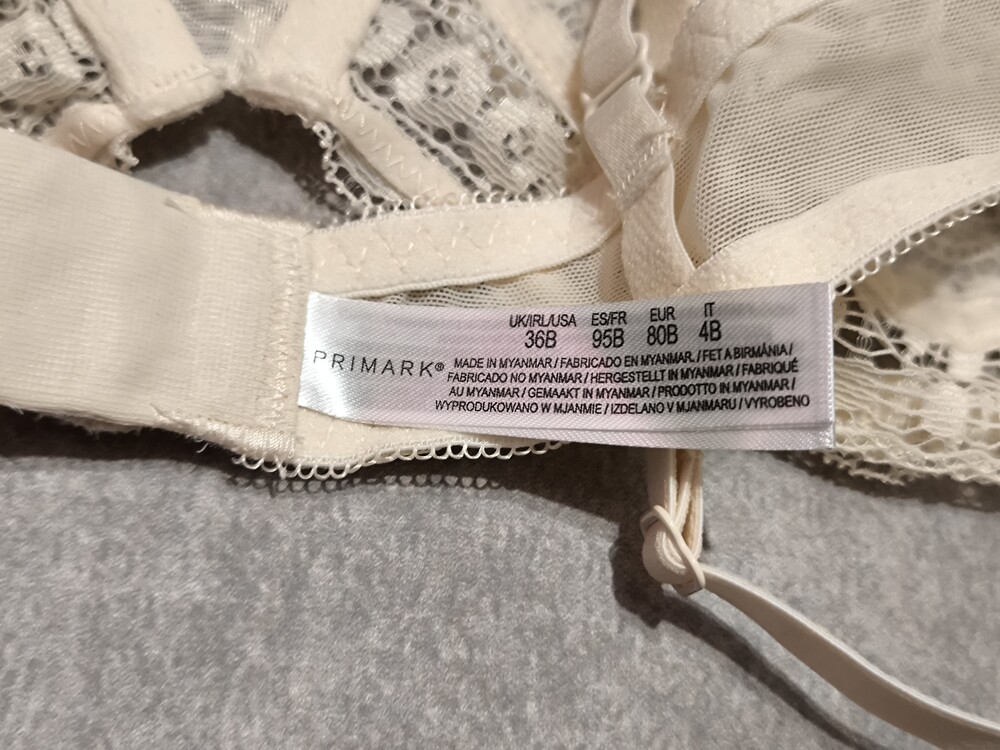 UK/IRL/USA ES/FR EUR IT
36B 95B 80B 4B
PRIMARK®
MADE IN MYANMAR / FABRICADO EN MYANMAR. / FET A BIRMÂNIA /
FABRICADO NO MYANMAR / HERGESTELLT IN MYANMAR / FABRIQUÉ
AU MYANMAR / GEMAAKT IN MYANMAR / PRODOTTO IN MYANMAR /
WYPRODUKOWANO W MJANMIE / IZDELANO V MJANMARU / VYROBENO